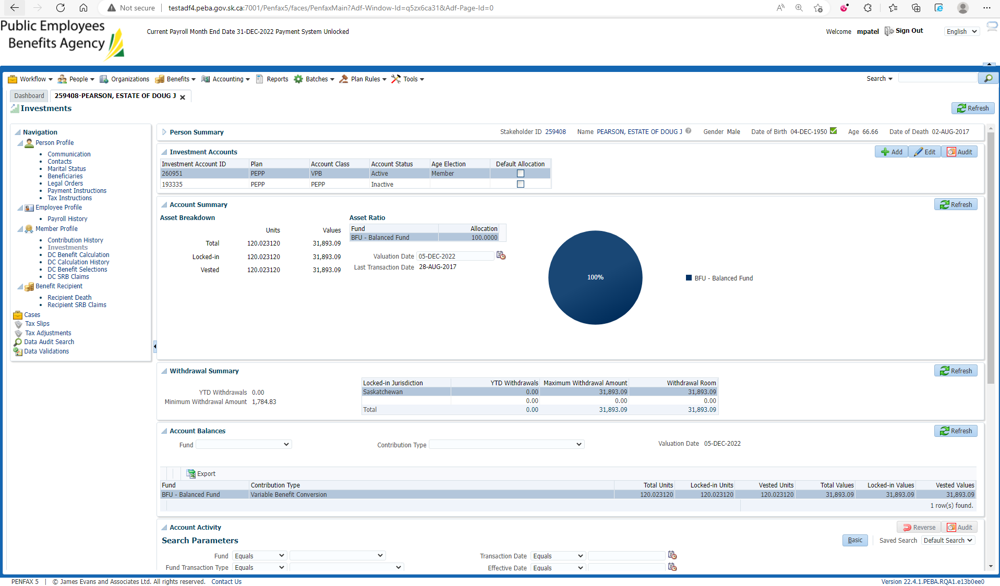 Not secure | testadf4.peba.gov.sk.ca:7001/Penfax5/faces/PenfaxMain?Adf-Window-Id=q5zx6ca31&Adf-Page-Id=0
Public Employees
Benefits Agency
Current Payroll Month End Date 31-DEC-2022 Payment System Unlocked
Welcome mpatel Sign Out English
Workflow People Organizations Benefits Accounting Reports Batches Plan Rules Tools Search
Dashboard 259408-PEARSON, ESTATE OF DOUG J
Investments Refresh
Navigation
Person Profile
Communication
Contacts
Marital Status
Beneficiaries
Legal Orders
Payment Instructions
Tax Instructions
Employee Profile
Payroll History
Member Profile
Contribution History
Investments
DC Benefit Calculation
DC Calculation History
DC Benefit Selections
DC SRB Claims
Benefit Recipient
Recipient Death
Recipient SRB Claims
Cases
Tax Slips
Tax Adjustments
Data Audit Search
Data Validations
Person Summary Stakeholder ID 259408 Name PEARSON, ESTATE OF DOUG J Gender Male Date of Birth 04-DEC-1950 Age 66.66 Date of Death 02-AUG-2017
Investment Accounts Add Edit Audit
Investment Account ID Plan Account Class Account Status Age Election Default Allocation
260951 PEPP VPB Active Member
193335 PEPP PEPP Inactive
Account Summary Refresh
Asset Breakdown
Units Values
Total 120.023120 31,893.09
Locked-in 120.023120 31,893.09
Vested 120.023120 31,893.09
Asset Ratio
Fund Allocation
BFU - Balanced Fund 100.0000
Valuation Date 05-DEC-2022
Last Transaction Date 28-AUG-2017
100%
BFU - Balanced Fund
Withdrawal Summary Refresh
YTD Withdrawals 0.00
Minimum Withdrawal Amount 1,784.83
Locked-in Jurisdiction YTD Withdrawals Maximum Withdrawal Amount Withdrawal Room
Saskatchewan 0.00 31,893.09 31,893.09
0.00 0.00 0.00
Total 0.00 31,893.09 31,893.09
Account Balances Refresh
Fund Contribution Type Valuation Date 05-DEC-2022
Export
Fund Contribution Type Total Units Locked-in Units Vested Units Total Values Locked-in Values Vested Values
BFU - Balanced Fund Variable Benefit Conversion 120.023120 120.023120 120.023120 31,893.09 31,893.09 31,893.09
1 row(s) found.
Account Activity Reverse Audit
Search Parameters Basic Saved Search Default Search
Fund Equals Transaction Date Equals
Fund Transaction Type Equals Effective Date Equals
PENFAX 5 | © James Evans and Associates Ltd. All rights reserved. Contact Us Version 22.4.1.PEBA.RQA1.e13b0ee0